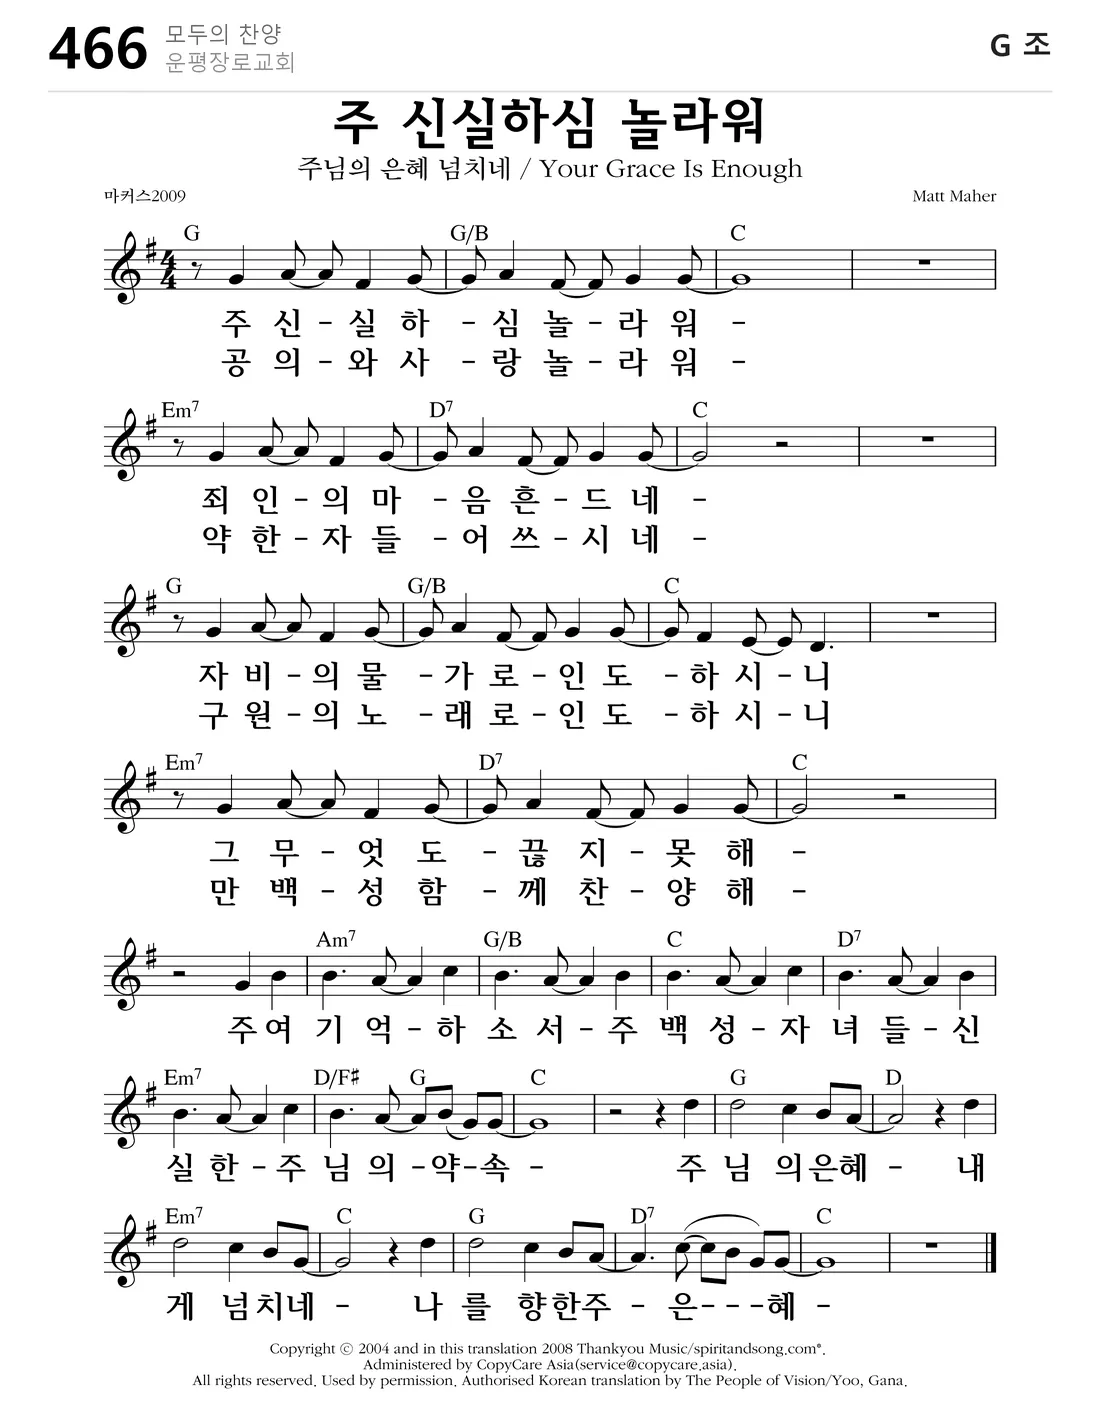 466
모두의 찬양
운평장로교회
G 조
주 신실하심 놀라워
주님의 은혜 넘치네 / Your Grace Is Enough
마커스2009
Matt Maher
G G/B C
주 신 - 실 하 - 심 놀 - 라 워 -
공 의 - 와 사 - 랑 놀 - 라 워 -
Em7 D7 C
죄 인 - 의 마 - 음 흔 - 드 네 -
약 한 - 자 들 - 어 쓰 - 시 네 -
G G/B C
자 비 - 의 물 - 가 로 - 인 도 - 하 시 - 니
구 원 - 의 노 - 래 로 - 인 도 - 하 시 - 니
Em7 D7 C
그 무 - 엇 도 - 끊 지 - 못 해 -
만 백 - 성 함 - 께 찬 - 양 해 -
Am7 G/B C D7
주 여 기 억 - 하 소 서 - 주 백 성 - 자 녀 들 - 신
Em7 D/F♯ G C G D
실 한 - 주 님 의 - 약 - 속 - 주 님 의 은혜 - 내
Em7 C G D7 C
게 넘치네 - 나 를 향한주 - 은 - - - 혜 -
Copyright ⓒ 2004 and in this translation 2008 Thankyou Music/spiritandsong.com®.
Administered by CopyCare Asia(service@copycare.asia).
All rights reserved. Used by permission. Authorised Korean translation by The People of Vision/Yoo, Gana.